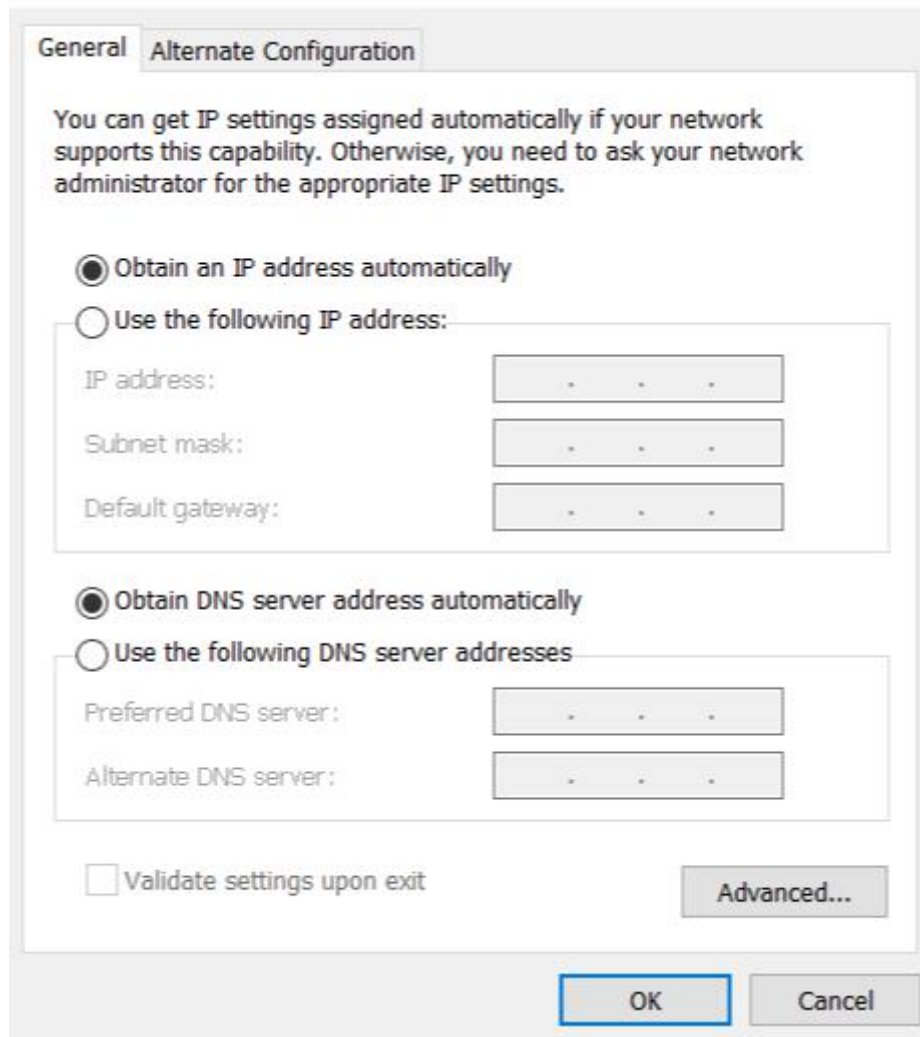 General
Alternate Configuration
You can get IP settings assigned automatically if your network
supports this capability. Otherwise, you need to ask your network
administrator for the appropriate IP settings.
Obtain an IP address automatically
Use the following IP address:
IP address:
Subnet mask:
Default gateway:
Obtain DNS server address automatically
Use the following DNS server addresses
Preferred DNS server:
Alternate DNS server:
Validate settings upon exit
Advanced...
OK
Cancel